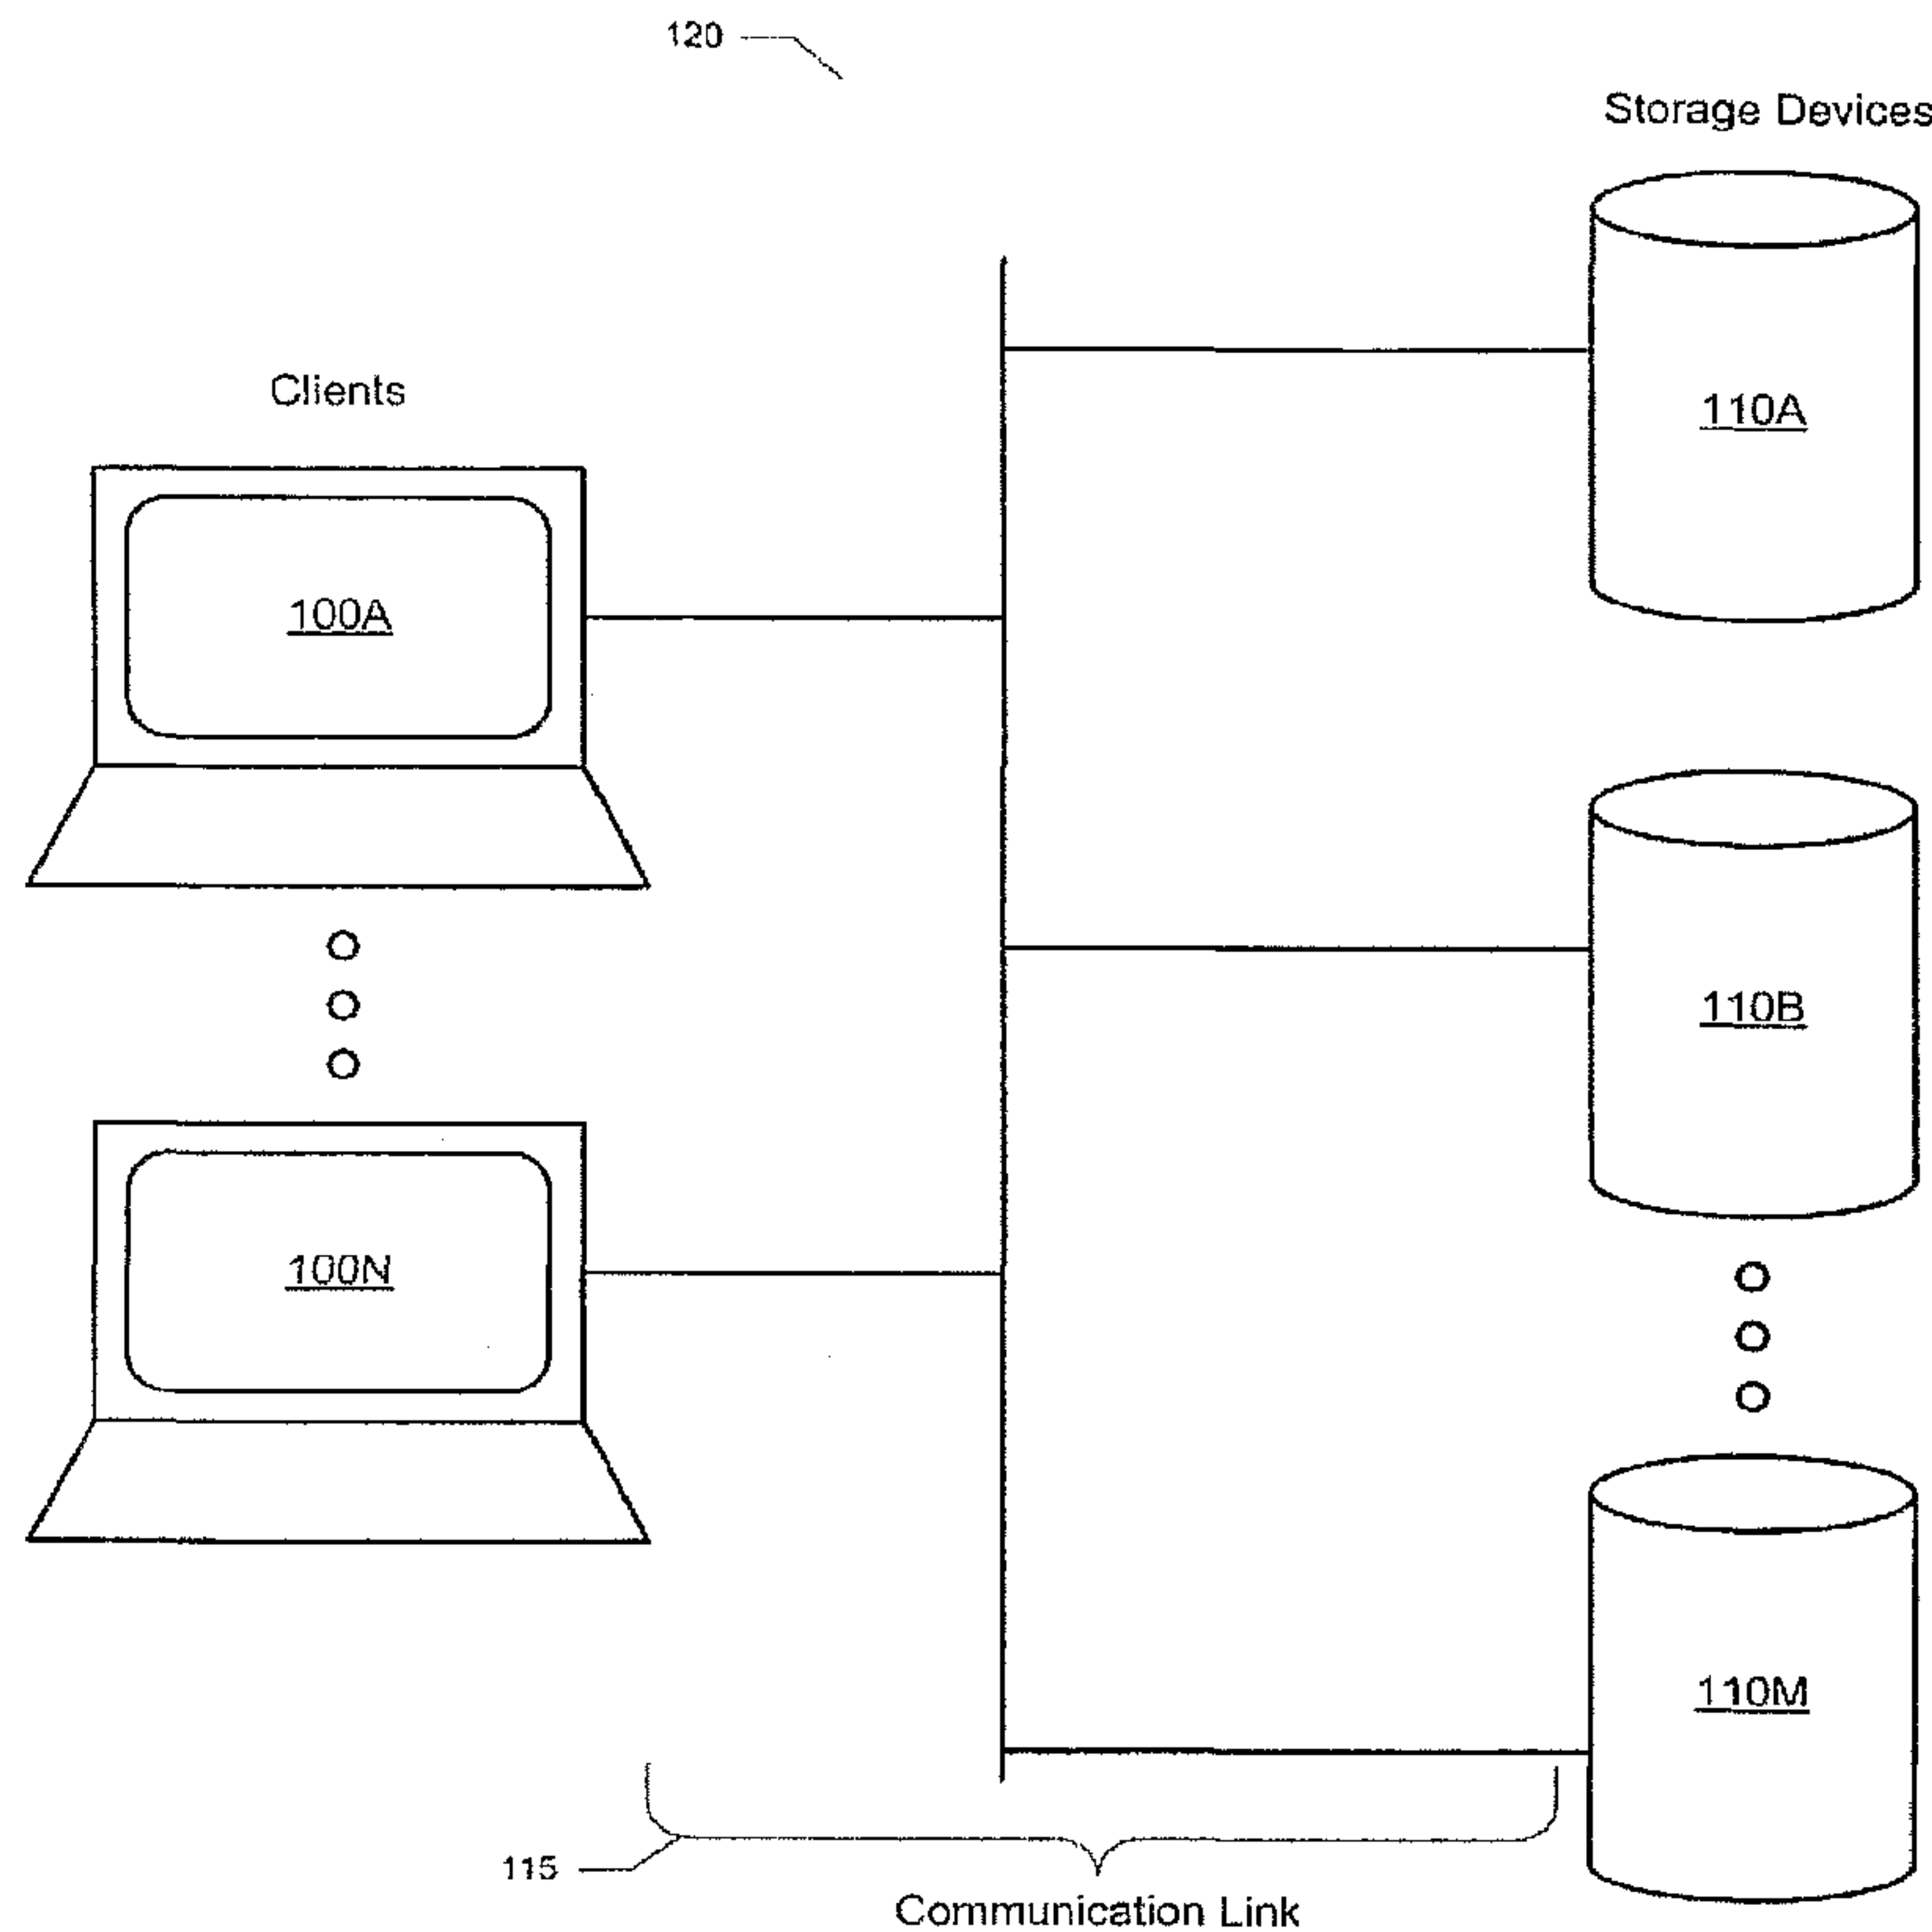 120
Storage Devices
Clients
110A
100A
110B
100N
110M
115
Communication Link